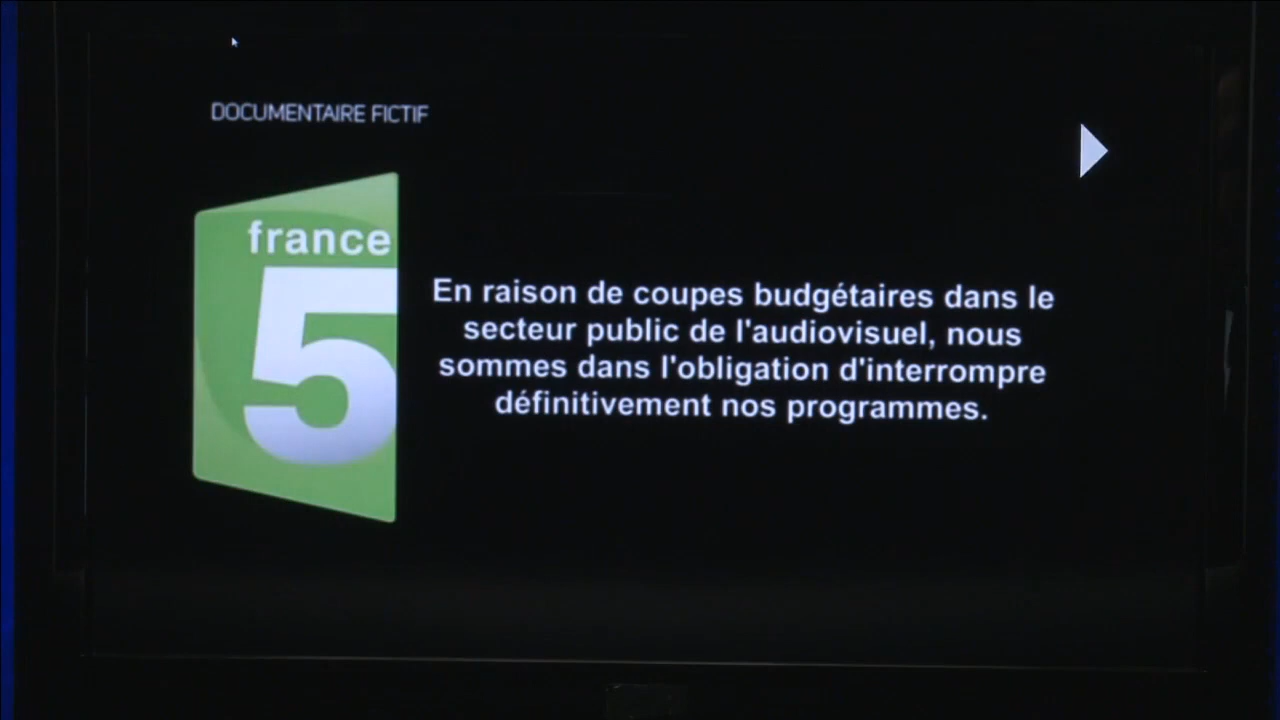 DOCUMENTAIRE FICTIF
france
5
En raison de coupes budgétaires dans le
secteur public de l'audiovisuel, nous
sommes dans l'obligation d'interrompre
définitivement nos programmes.